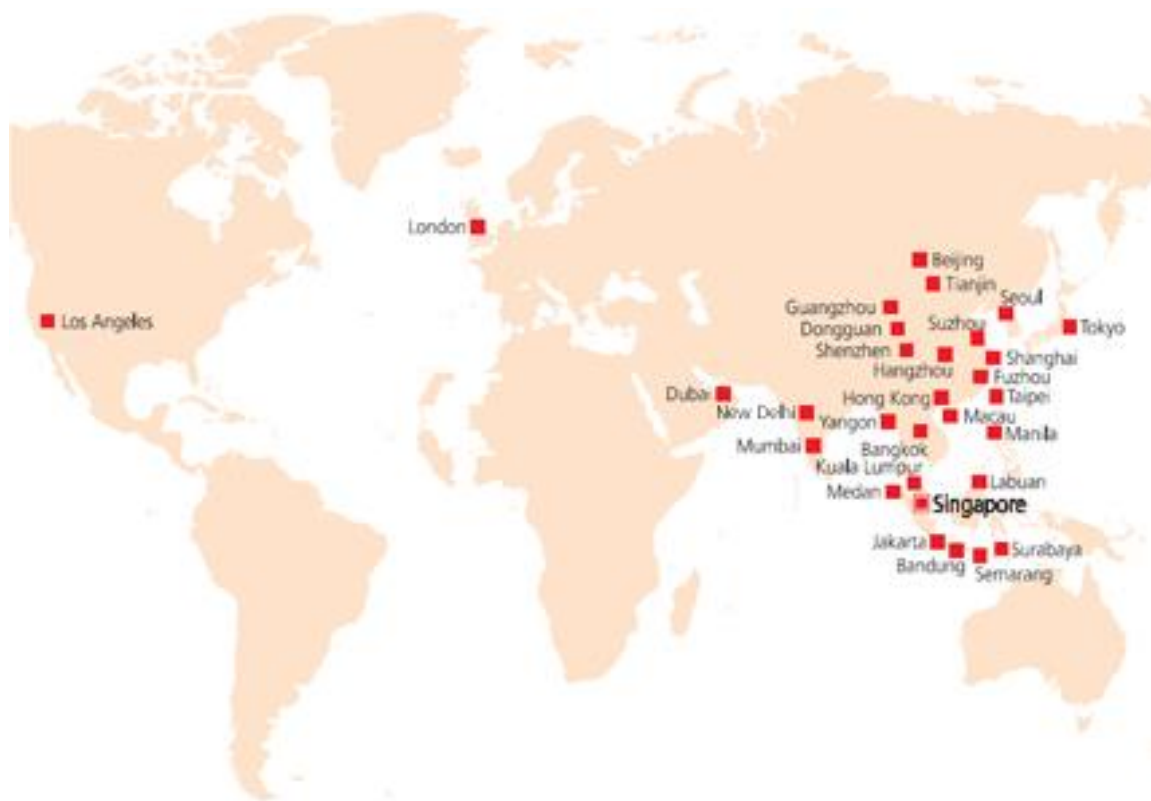 London
Beijing
Tianjin
Seoul
Guangzhou
Los Angeles
Suzhou
Tokyo
Dongguan
Shenzhen
Shanghai
Hangzhou
Fuzhou
Dubai
Hong Kong
Taipei
New Delhi
Macau
Yangon
Manila
Mumbai
Bangkok
Kuala Lumpur
Labuan
Medan
Singapore
Jakarta
Surabaya
Bandung
Semarang